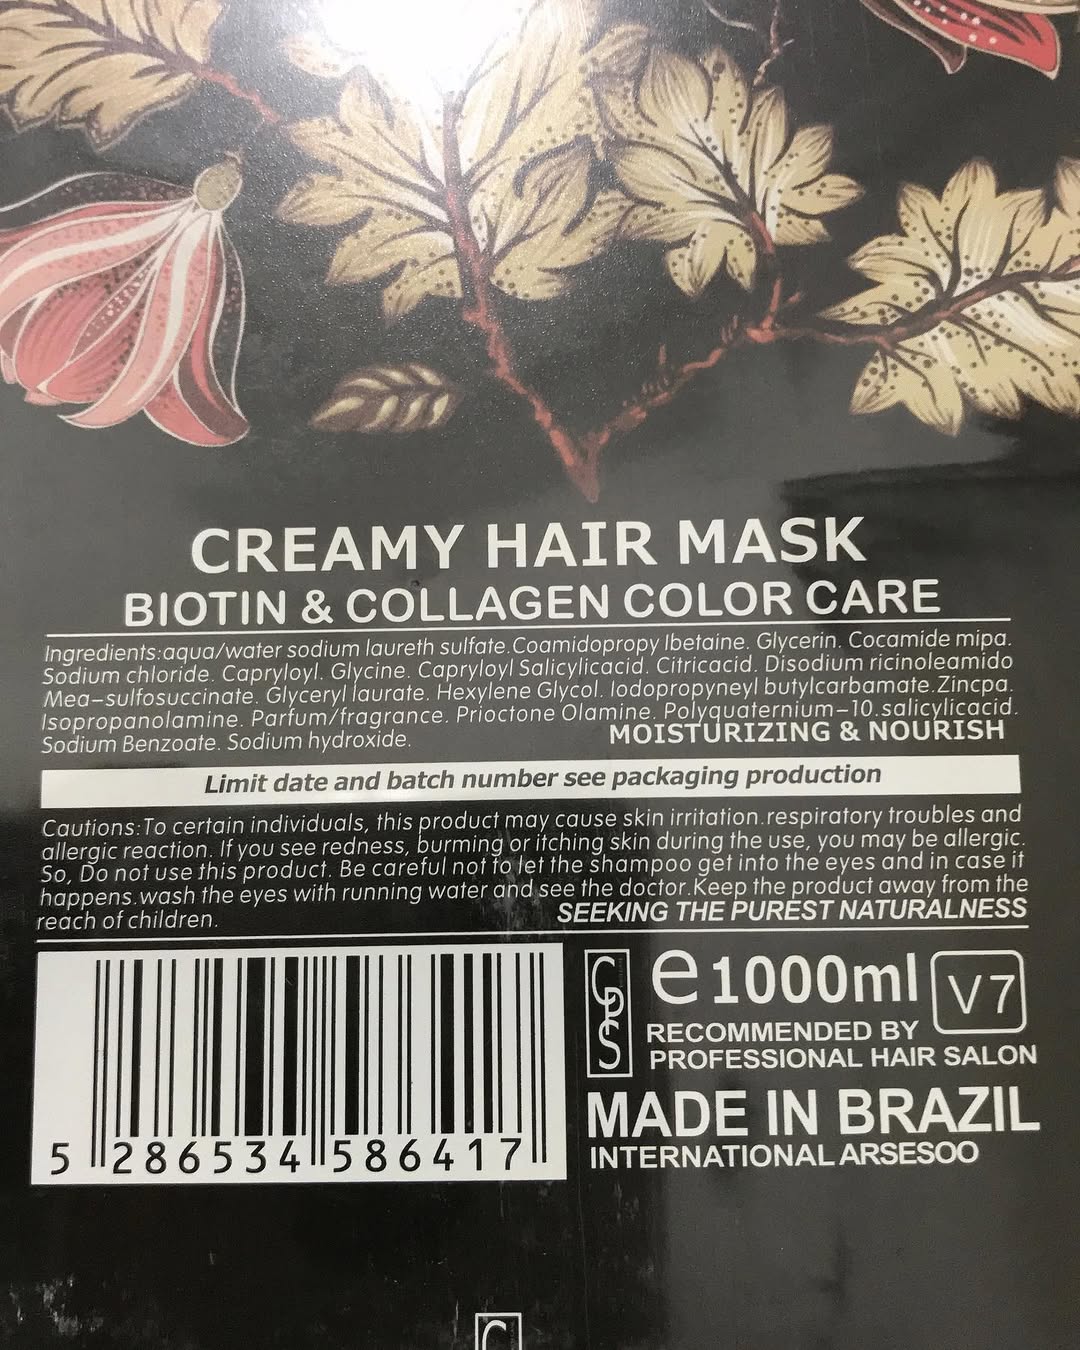 CREAMY HAIR MASK
BIOTIN & COLLAGEN COLOR CARE
Ingredients:aqua/water sodium laureth sulfate.Coamidopropy lbetaine. Glycerin. Cocamide mipa.
Sodium chloride. Capryloyl. Glycine. Capryloyl Salicylicacid. Citricacid. Disodium ricinoleamido
Mea-sulfosuccinate. Glyceryl laurate. Hexylene Glycol. Iodopropyneyl butylcarbamate.Zincpa.
Isopropanolamine. Parfum/fragrance. Prioctone Olamine. Polyquaternium-10.salicylicacid.
Sodium Benzoate. Sodium hydroxide.
MOISTURIZING & NOURISH
Limit date and batch number see packaging production
Cautions:To certain individuals, this product may cause skin irritation.respiratory troubles and
allergic reaction. If you see redness, burming or itching skin during the use, you may be allergic.
So, Do not use this product. Be careful not to let the shampoo get into the eyes and in case it
happens.wash the eyes with running water and see the doctor.Keep the product away from the
reach of children.
SEEKING THE PUREST NATURALNESS
CPS
e 1000ml
V7
RECOMMENDED BY
PROFESSIONAL HAIR SALON
MADE IN BRAZIL
INTERNATIONAL ARSESOO
5 286534 586417
C